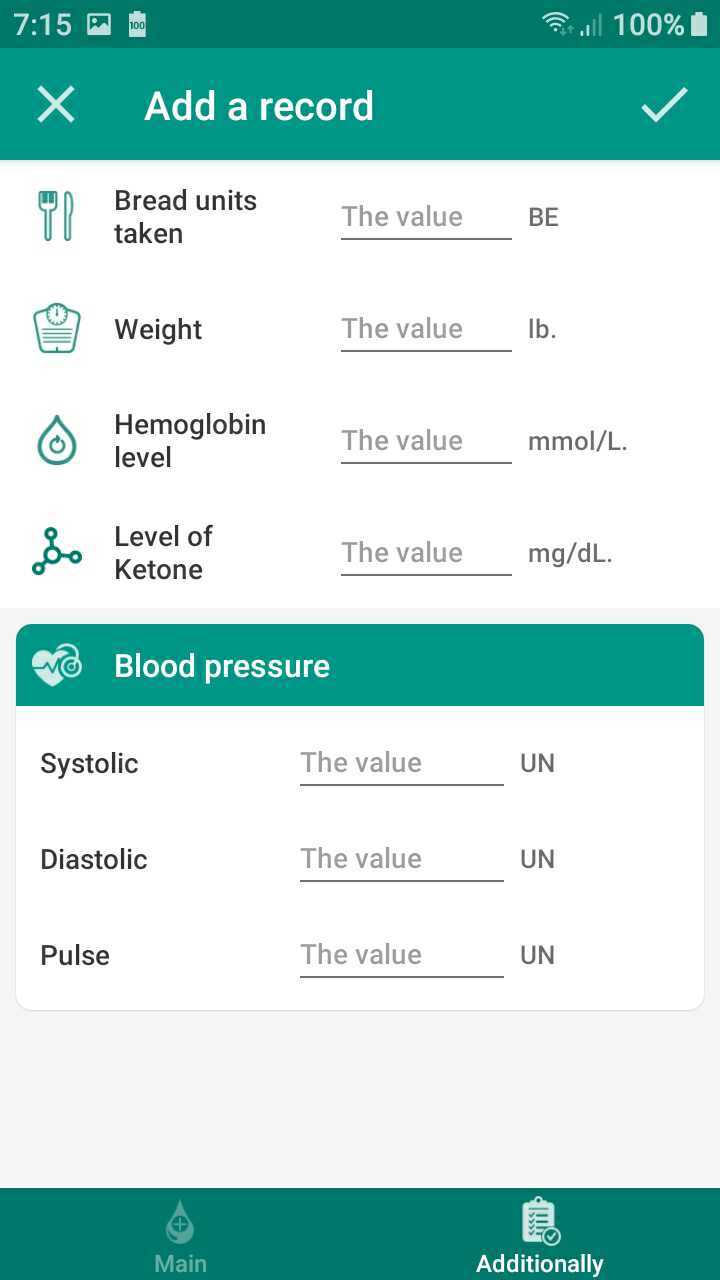 7:15 100 100%
Add a record
Bread units
taken
The value BE
Weight The value lb.
Hemoglobin
level
The value mmol/L.
Level of
Ketone
The value mg/dL.
Blood pressure
Systolic The value UN
Diastolic The value UN
Pulse The value UN
Main Additionally